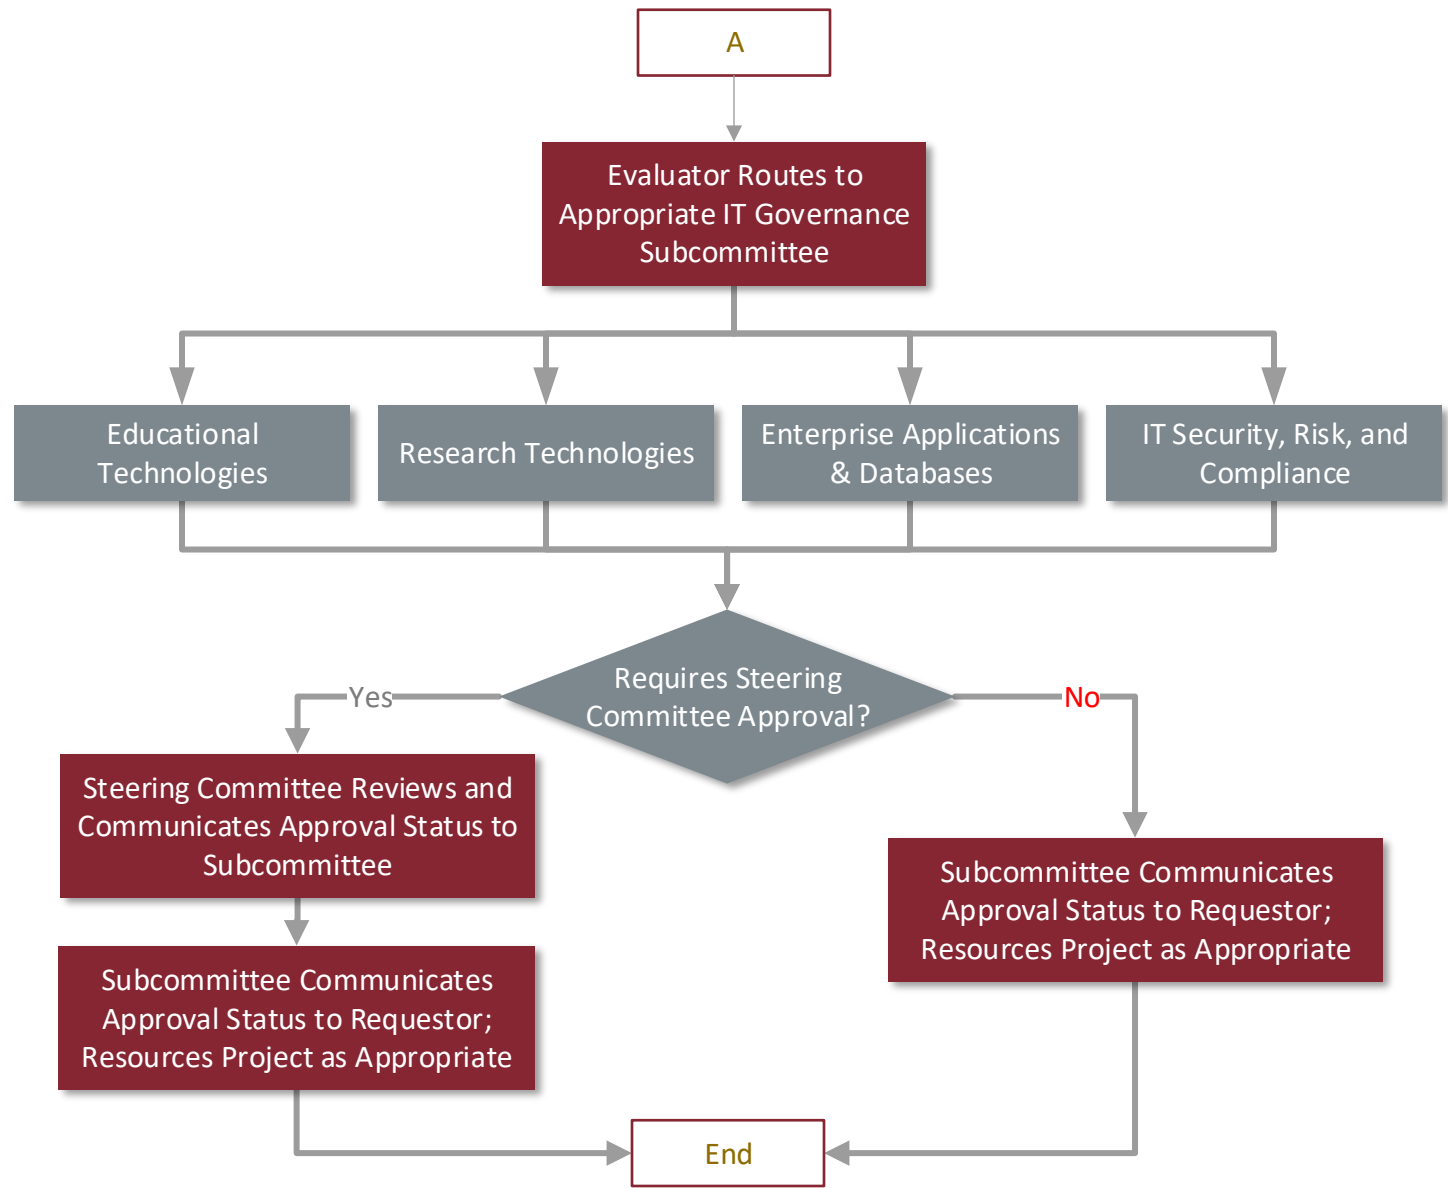 A
Evaluator Routes to
Appropriate IT Governance
Subcommittee
Educational
Technologies
Research Technologies
Enterprise Applications
& Databases
IT Security, Risk, and
Compliance
Requires Steering
Committee Approval?
Yes
No
Steering Committee Reviews and
Communicates Approval Status to
Subcommittee
Subcommittee Communicates
Approval Status to Requestor;
Resources Project as Appropriate
Subcommittee Communicates
Approval Status to Requestor;
Resources Project as Appropriate
End